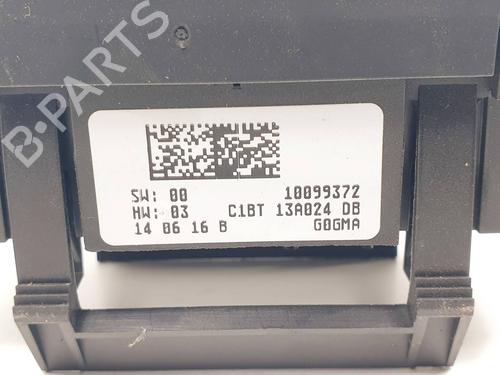 B-PARTS
SW: 00 10099372
HW: 03 C1BT 13A024 DB
14 06 16 B G0GMA